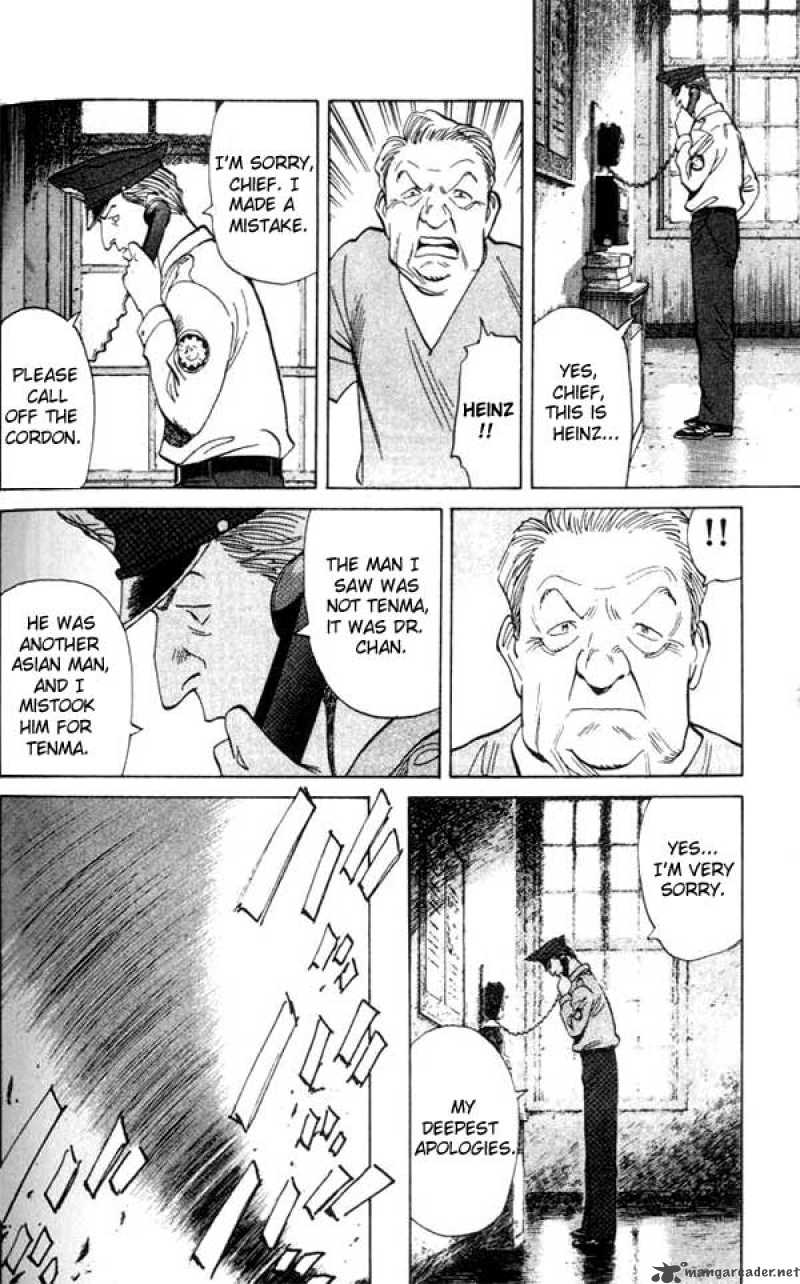 YES,
CHIEF,
THIS IS
HEINZ...
HEINZ
!!
I'M SORRY,
CHIEF. I
MADE A
MISTAKE.
PLEASE
CALL
OFF THE
CORDON.
!!
THE MAN I
SAW WAS
NOT TENMA,
IT WAS DR.
CHAN.
HE WAS
ANOTHER
ASIAN MAN,
AND I
MISTOOK
HIM FOR
TENMA.
YES...
I'M VERY
SORRY.
MY
DEEPEST
APOLOGIES.
mangarcader.net